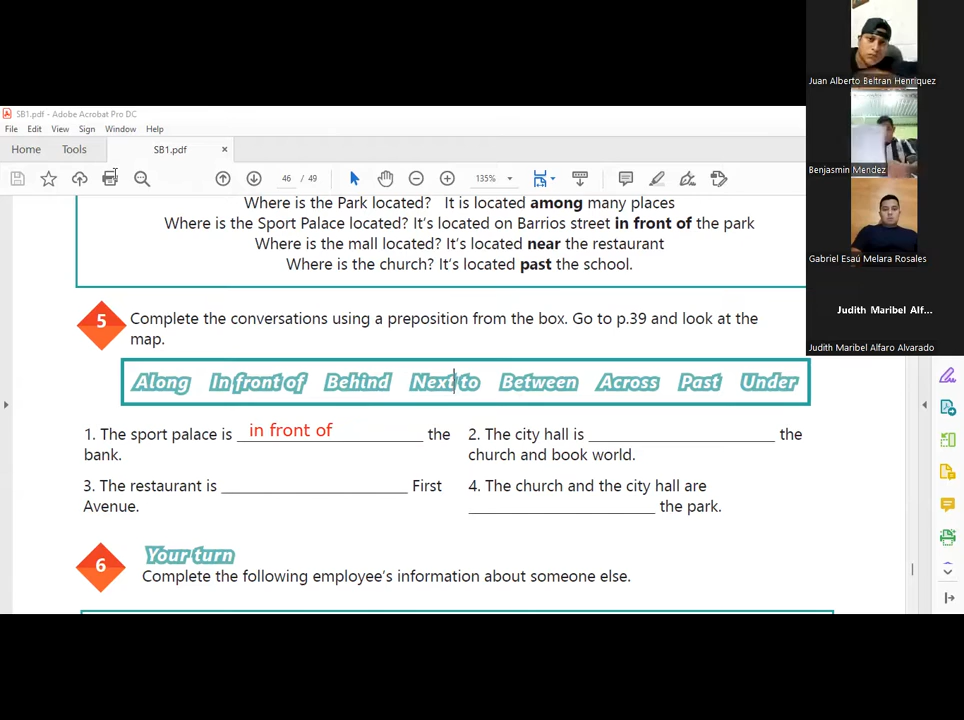 SB1.pdf - Adobe Acrobat Pro DC
File Edit View Sign Window Help
Home Tools SB1.pdf ×
46 / 49 135%
Where is the Park located? It is located among many places
Where is the Sport Palace located? It's located on Barrios street in front of the park
Where is the mall located? It's located near the restaurant
Where is the church? It's located past the school.
5 Complete the conversations using a preposition from the box. Go to p.39 and look at the
map.
Along In front of Behind Next to Between Across Past Under
1. The sport palace is in front of the
bank.
2. The city hall is ____________________ the
church and book world.
3. The restaurant is ____________________ First
Avenue.
4. The church and the city hall are
____________________ the park.
6 Your turn
Complete the following employee's information about someone else.
Juan Alberto Beltran Henriquez
Benjasmin Mendez
Gabriel Esaú Melara Rosales
Judith Maribel Alf...
Judith Maribel Alfaro Alvarado